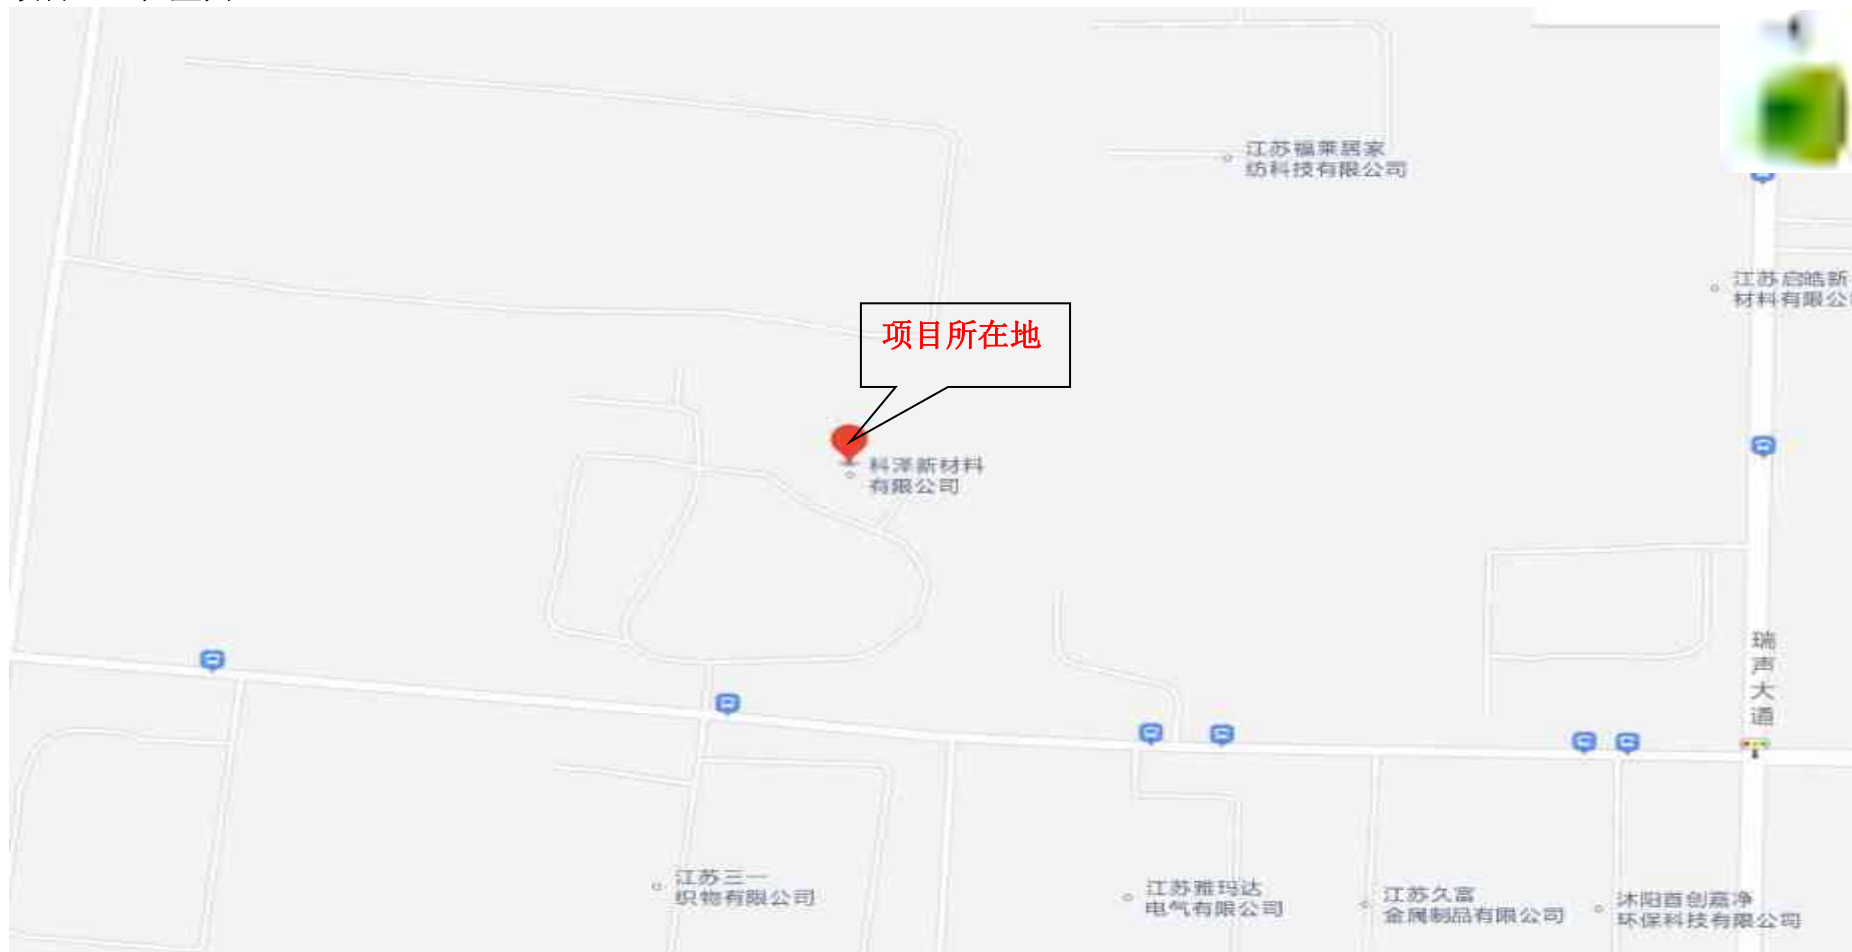 江苏福莱居家
纺科技有限公司
江苏启皓新
材料有限公
项目所在地
科泽新材料
有限公司
瑞声大道
江苏三一
织物有限公司
江苏雅玛达
电气有限公司
江苏久富
金属制品有限公司
沭阳首创嘉净
环保科技有限公司